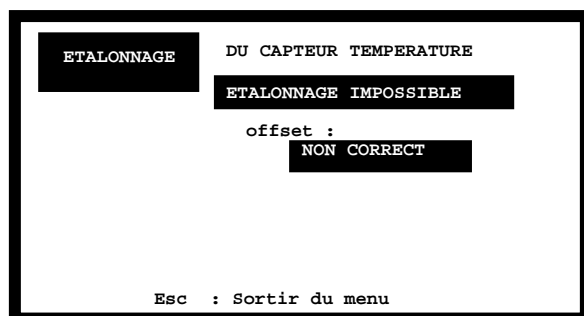 ETALONNAGE DU CAPTEUR TEMPERATURE
ETALONNAGE IMPOSSIBLE
offset :
NON CORRECT
Esc : Sortir du menu